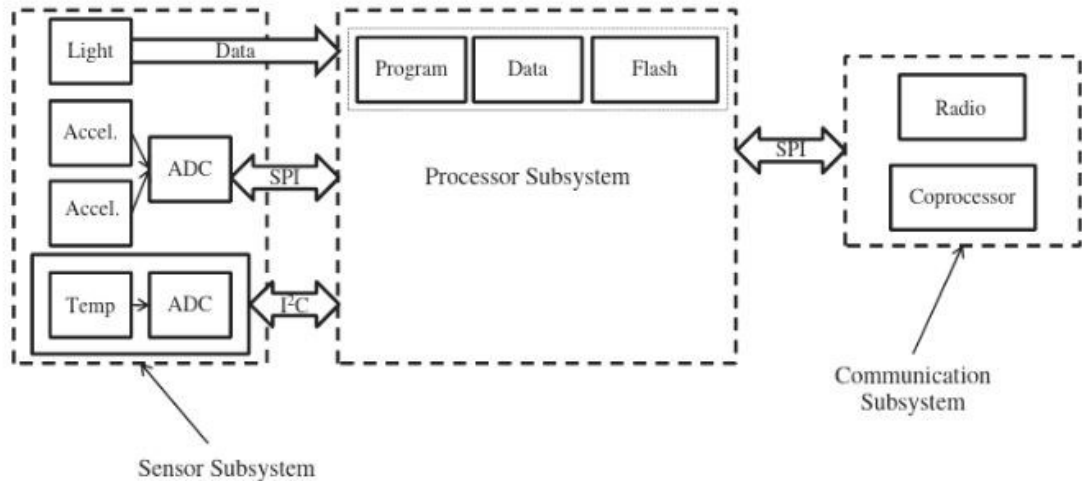 Light
Data
Accel.
ADC
SPI
Accel.
Temp
ADC
I²C
Sensor Subsystem
Program
Data
Flash
Processor Subsystem
SPI
Radio
Coprocessor
Communication
Subsystem